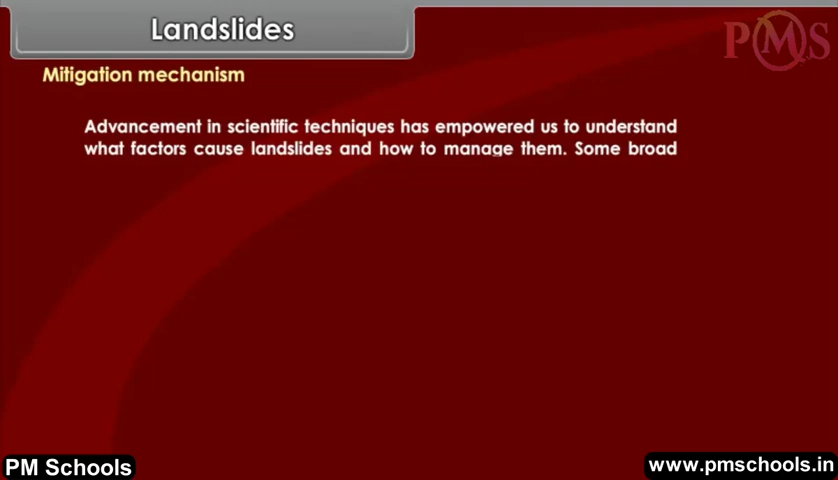 Landslides
PMS
Mitigation mechanism
Advancement in scientific techniques has empowered us to understand
what factors cause landslides and how to manage them. Some broad
PM Schools
www.pmschools.in